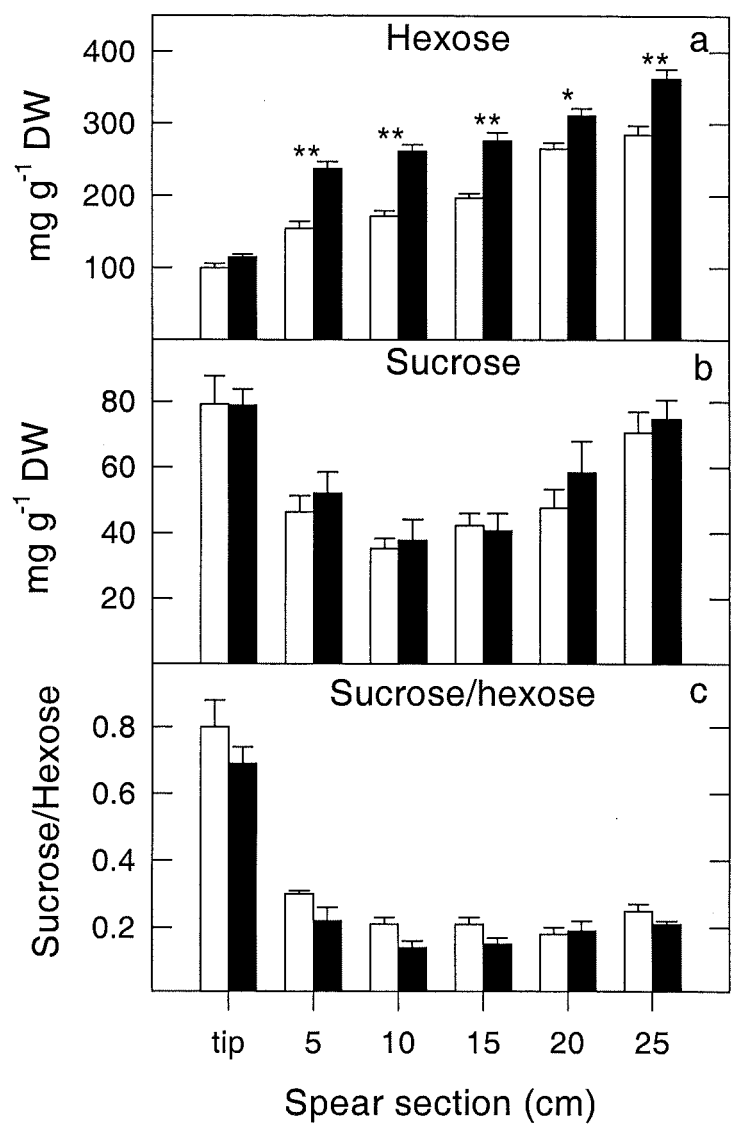 Hexose a
400
300
200
100
mg g⁻¹ DW
** ** ** * **
Sucrose b
80
60
40
20
mg g⁻¹ DW
Sucrose/hexose c
0.8
0.6
0.4
0.2
Sucrose/Hexose
tip 5 10 15 20 25
Spear section (cm)